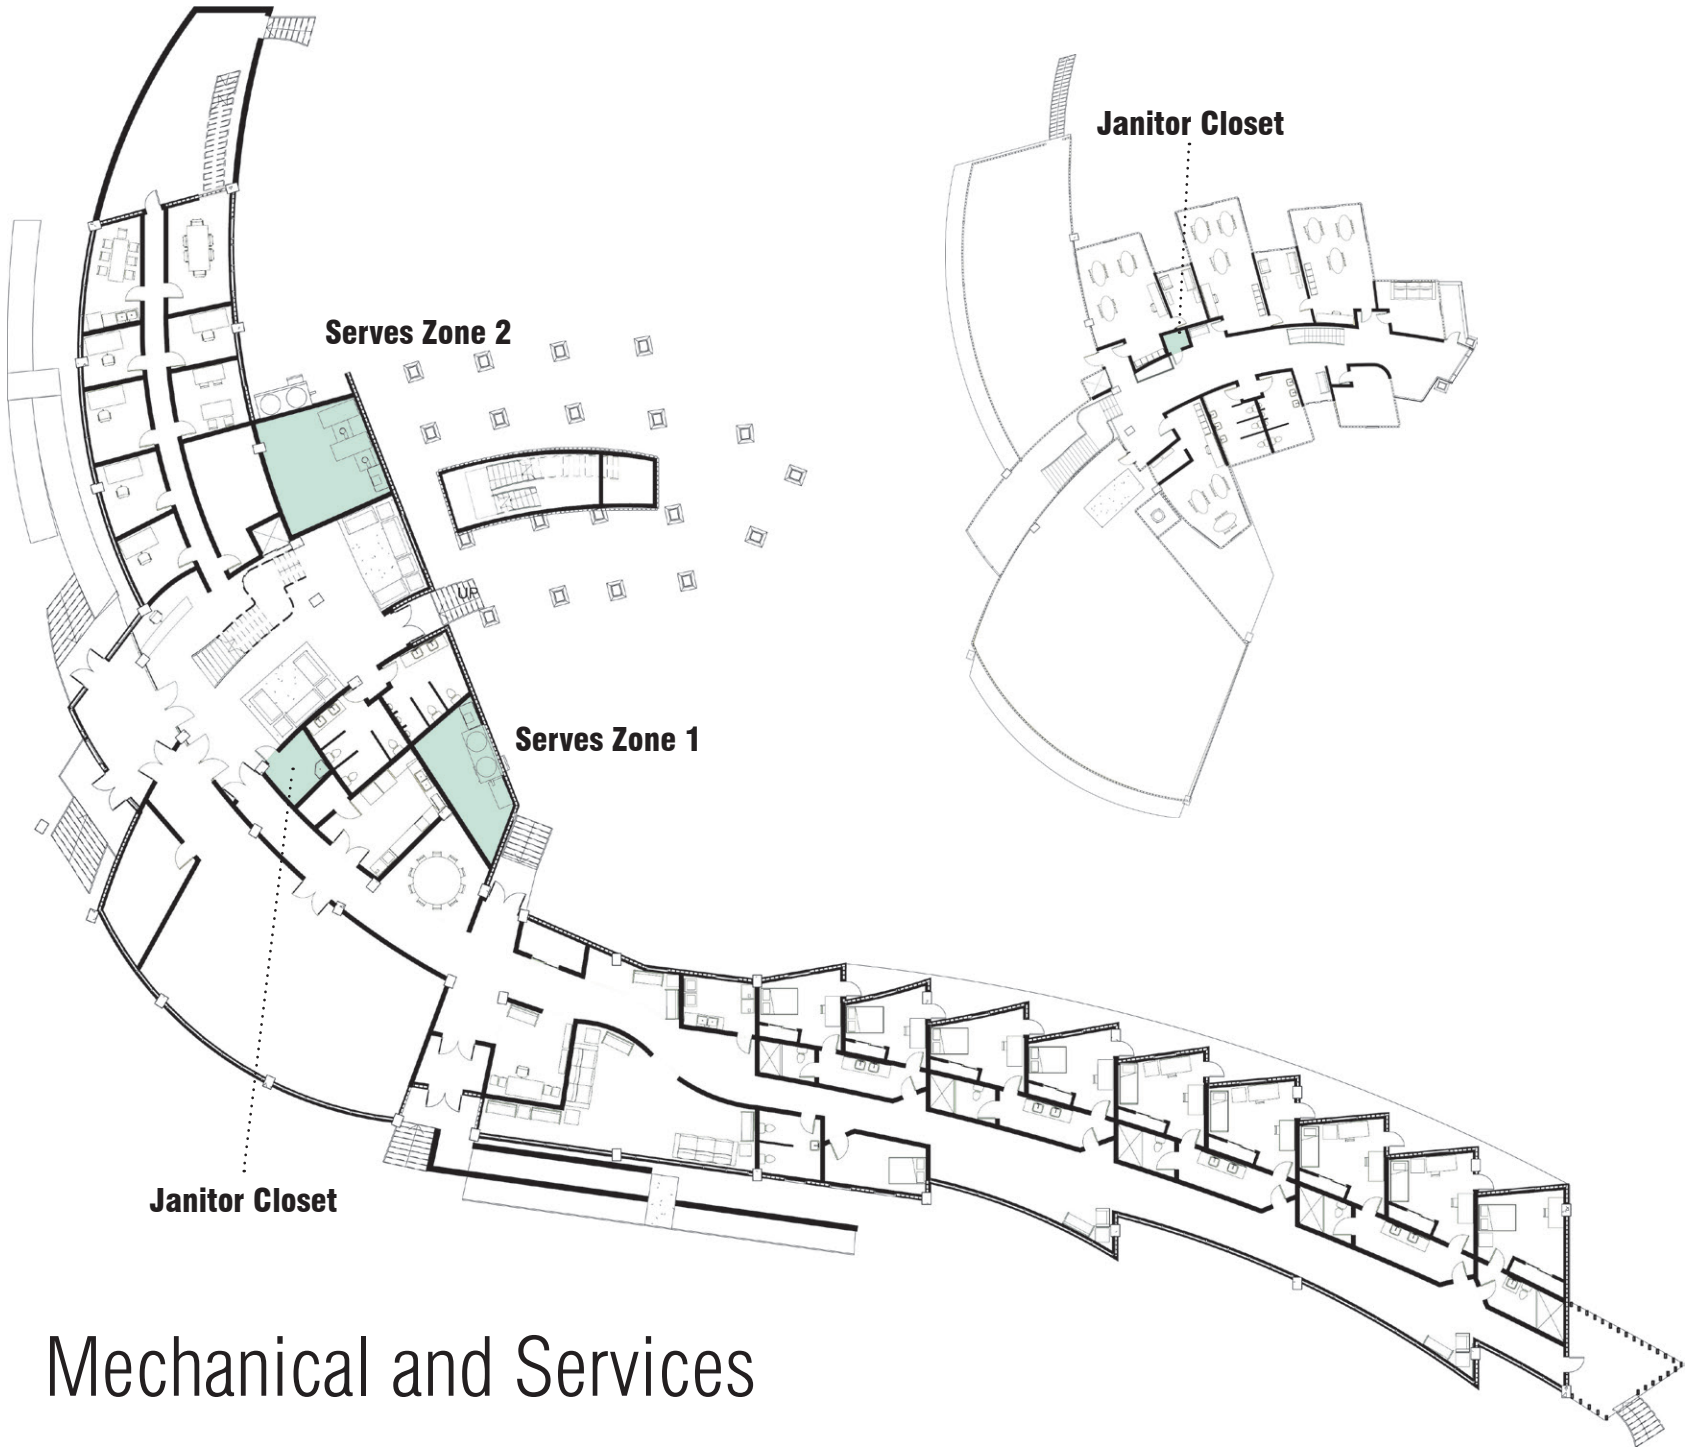 Janitor Closet
Serves Zone 2
UP
Serves Zone 1
Janitor Closet
Mechanical and Services